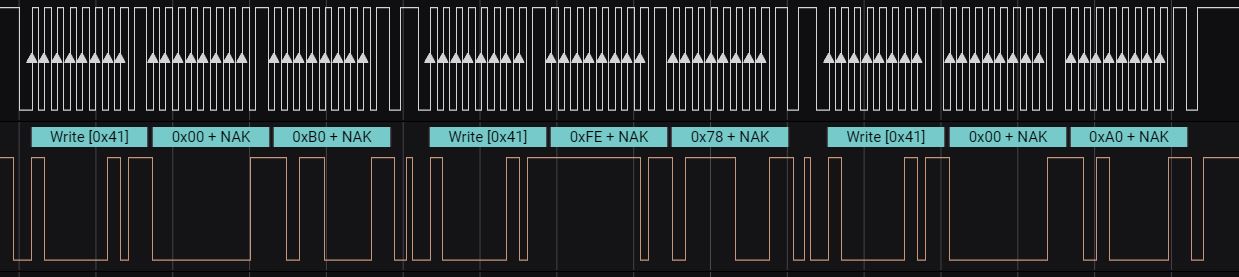 Write [0x41] 0x00 + NAK 0xB0 + NAK Write [0x41] 0xFE + NAK 0x78 + NAK Write [0x41] 0x00 + NAK 0xA0 + NAK